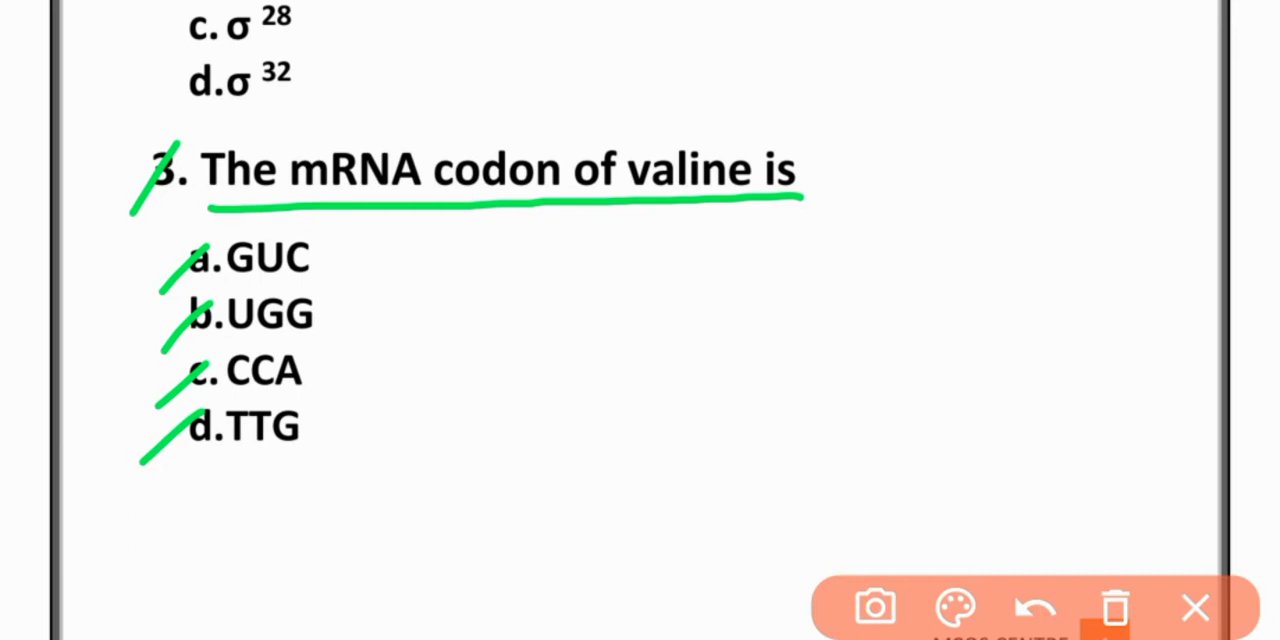 c. σ 28
d.σ 32
3. The mRNA codon of valine is
a.GUC
b.UGG
c. CCA
d.TTG